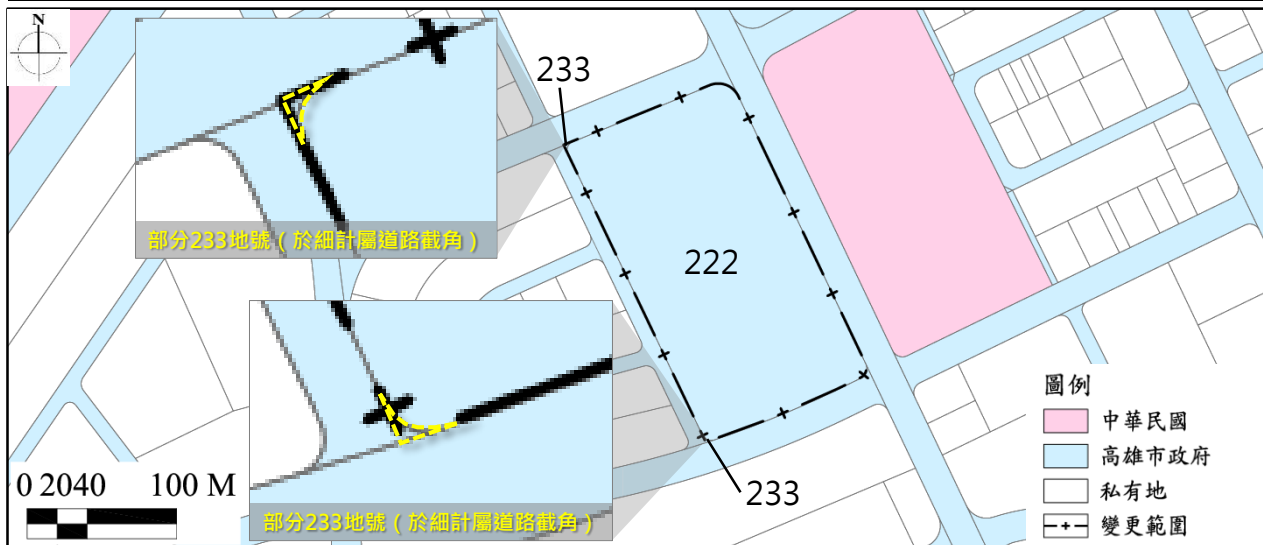 N
233
部分233地號（於細計屬道路截角）
222
部分233地號（於細計屬道路截角）
233
0 2040 100 M
圖例
中華民國
高雄市政府
私有地
變更範圍